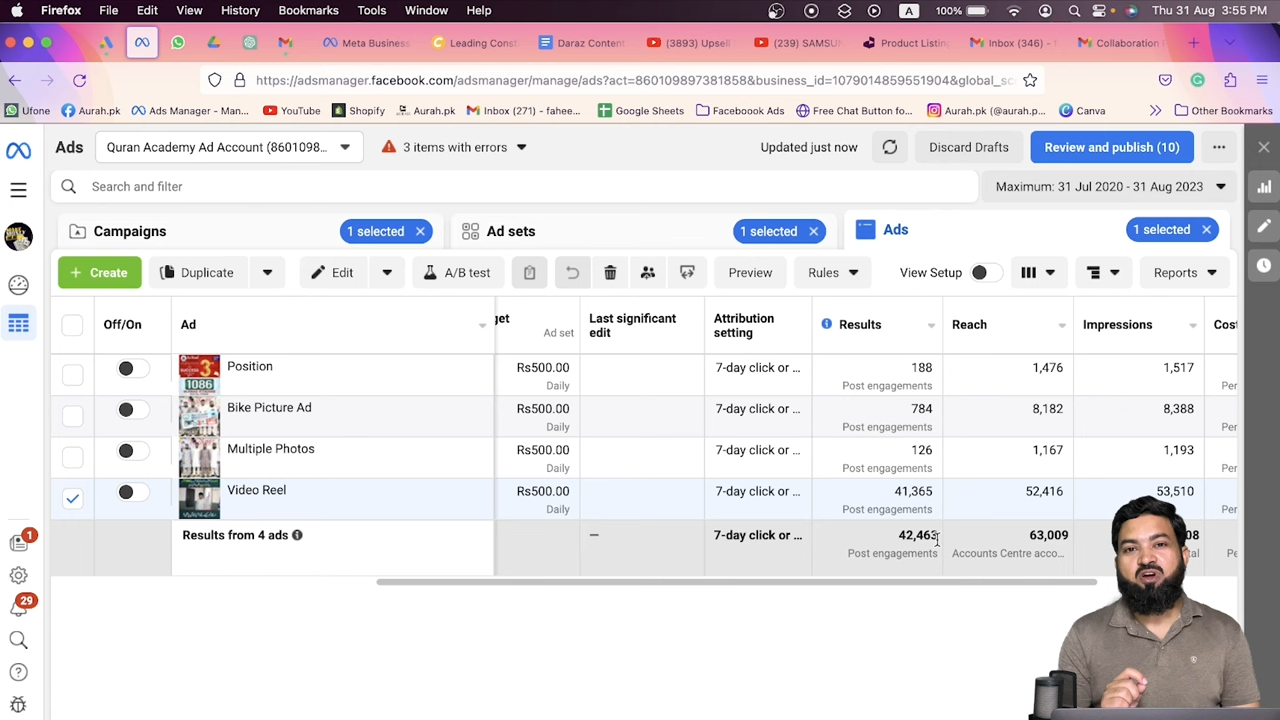 Firefox File Edit View History Bookmarks Tools Window Help A 100% Thu 31 Aug 3:55 PM
Meta Business Leading Const Daraz Content (3893) Upsell (239) SAMSU Product Listing Inbox (346) - Collaboration
https://adsmanager.facebook.com/adsmanager/manage/ads?act=860109897381858&business_id=1079014859551904&global_sc
Ufone Aurah.pk Ads Manager - Man... YouTube Shopify Aurah.pk Inbox (271) - fahee... Google Sheets Faceboook Ads Free Chat Button fo... Aurah.pk (@aurah.p... Canva Other Bookmarks
Ads Quran Academy Ad Account (8601098... 3 items with errors Updated just now Discard Drafts Review and publish (10)
Search and filter Maximum: 31 Jul 2020 - 31 Aug 2023
Campaigns 1 selected Ad sets 1 selected Ads 1 selected
+ Create Duplicate Edit A/B test Preview Rules View Setup Reports
Off/On Ad get Ad set Last significant edit Attribution setting Results Reach Impressions Cost
Position Rs500.00 7-day click or ... 188 1,476 1,517
Daily Post engagements Per
SUCCESS 3
1086
Bike Picture Ad Rs500.00 7-day click or ... 784 8,182 8,388
Daily Post engagements Per
Multiple Photos Rs500.00 7-day click or ... 126 1,167 1,193
Daily Post engagements Per
Video Reel Rs500.00 7-day click or ... 41,365 52,416 53,510
Daily Post engagements
Results from 4 ads — 7-day click or ... 42,463 63,009 08
Post engagements Accounts Centre acco... tal Pe
1
29